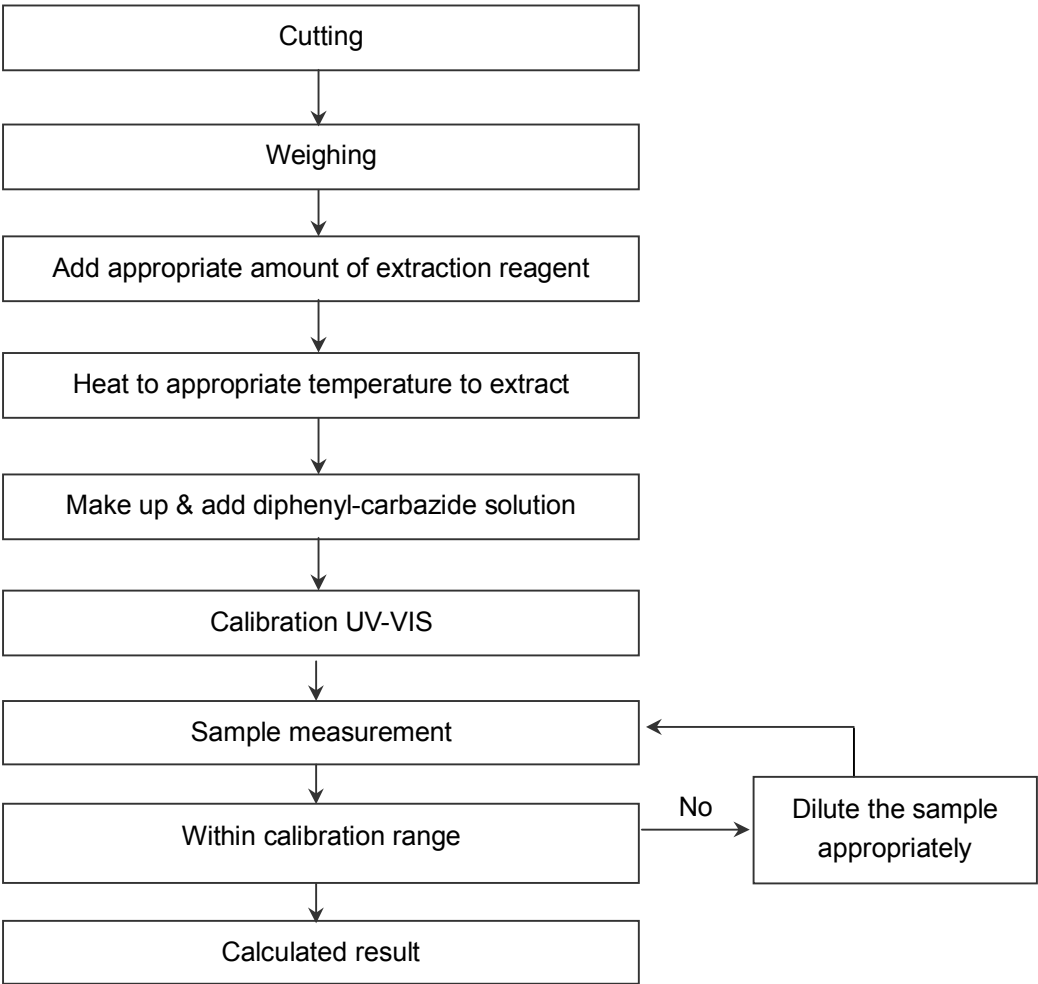 Cutting
Weighing
Add appropriate amount of extraction reagent
Heat to appropriate temperature to extract
Make up & add diphenyl-carbazide solution
Calibration UV-VIS
Sample measurement
Within calibration range
No
Dilute the sample
appropriately
Calculated result